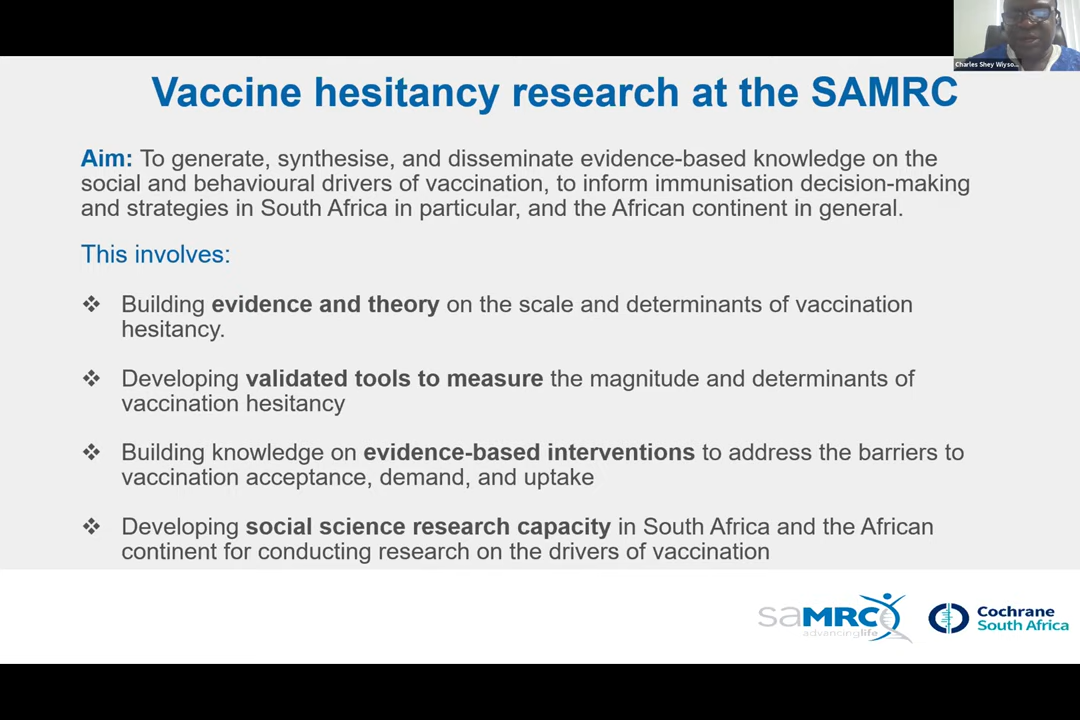 Charles Shey Wiyso...
Vaccine hesitancy research at the SAMRC
Aim: To generate, synthesise, and disseminate evidence-based knowledge on the
social and behavioural drivers of vaccination, to inform immunisation decision-making
and strategies in South Africa in particular, and the African continent in general.
This involves:
❖ Building evidence and theory on the scale and determinants of vaccination
hesitancy.
❖ Developing validated tools to measure the magnitude and determinants of
vaccination hesitancy
❖ Building knowledge on evidence-based interventions to address the barriers to
vaccination acceptance, demand, and uptake
❖ Developing social science research capacity in South Africa and the African
continent for conducting research on the drivers of vaccination
saMRC
advancinglife
Cochrane
South Africa